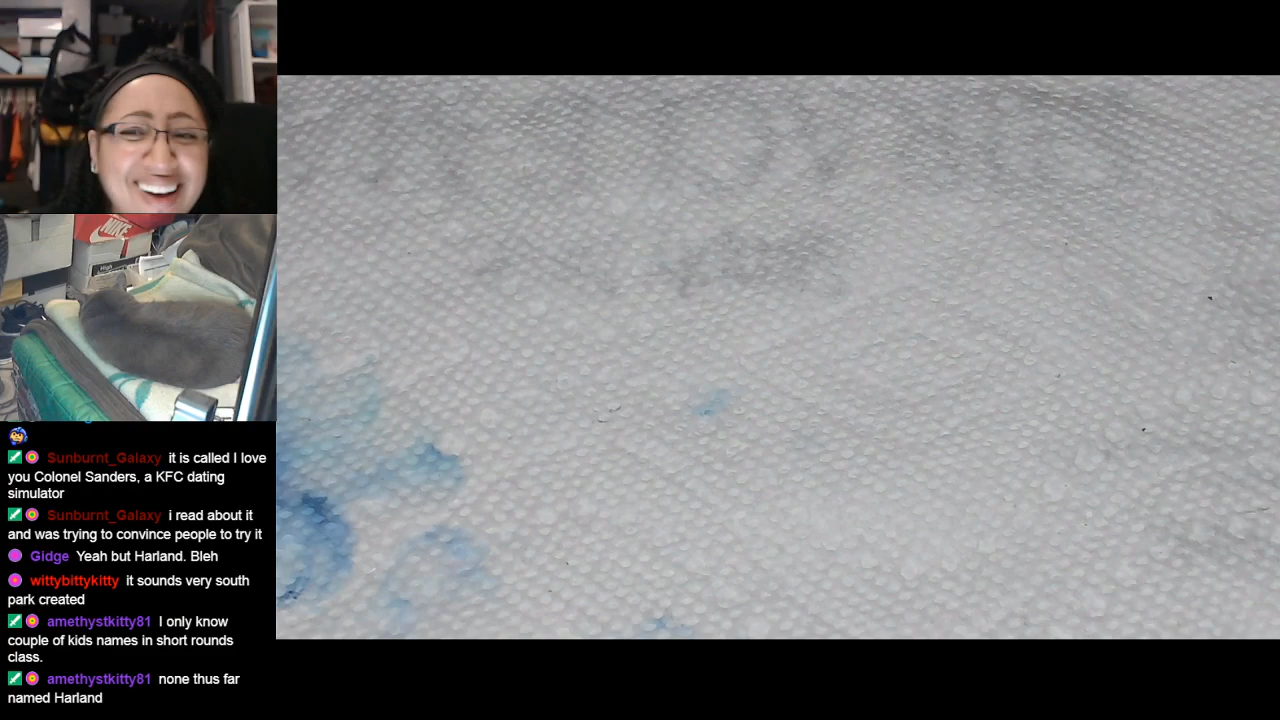 NIKE
Sunburnt_Galaxy it is called I love
you Colonel Sanders, a KFC dating
simulator
Sunburnt_Galaxy i read about it
and was trying to convince people to try it
Gidge Yeah but Harland. Bleh
wittybittykitty it sounds very south
park created
amethystkitty81 I only know
couple of kids names in short rounds
class.
amethystkitty81 none thus far
named Harland